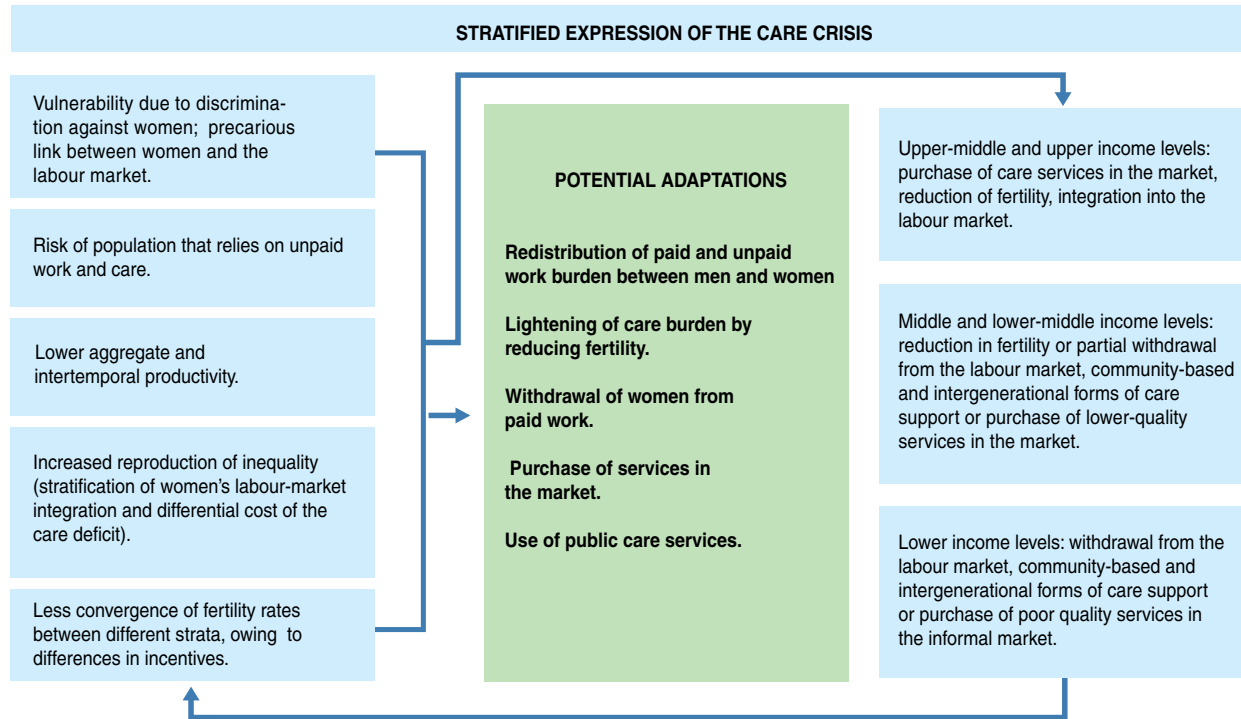 STRATIFIED EXPRESSION OF THE CARE CRISIS
Vulnerability due to discrimina-
tion against women; precarious
link between women and the
labour market.
Risk of population that relies on unpaid
work and care.
Lower aggregate and
intertemporal productivity.
Increased reproduction of inequality
(stratification of women's labour-market
integration and differential cost of the
care deficit).
Less convergence of fertility rates
between different strata, owing to
differences in incentives.
POTENTIAL ADAPTATIONS
Redistribution of paid and unpaid
work burden between men and women
Lightening of care burden by
reducing fertility.
Withdrawal of women from
paid work.
Purchase of services in
the market.
Use of public care services.
Upper-middle and upper income levels:
purchase of care services in the market,
reduction of fertility, integration into the
labour market.
Middle and lower-middle income levels:
reduction in fertility or partial withdrawal
from the labour market, community-based
and intergenerational forms of care
support or purchase of lower-quality
services in the market.
Lower income levels: withdrawal from the
labour market, community-based and
intergenerational forms of care support
or purchase of poor quality services in
the informal market.